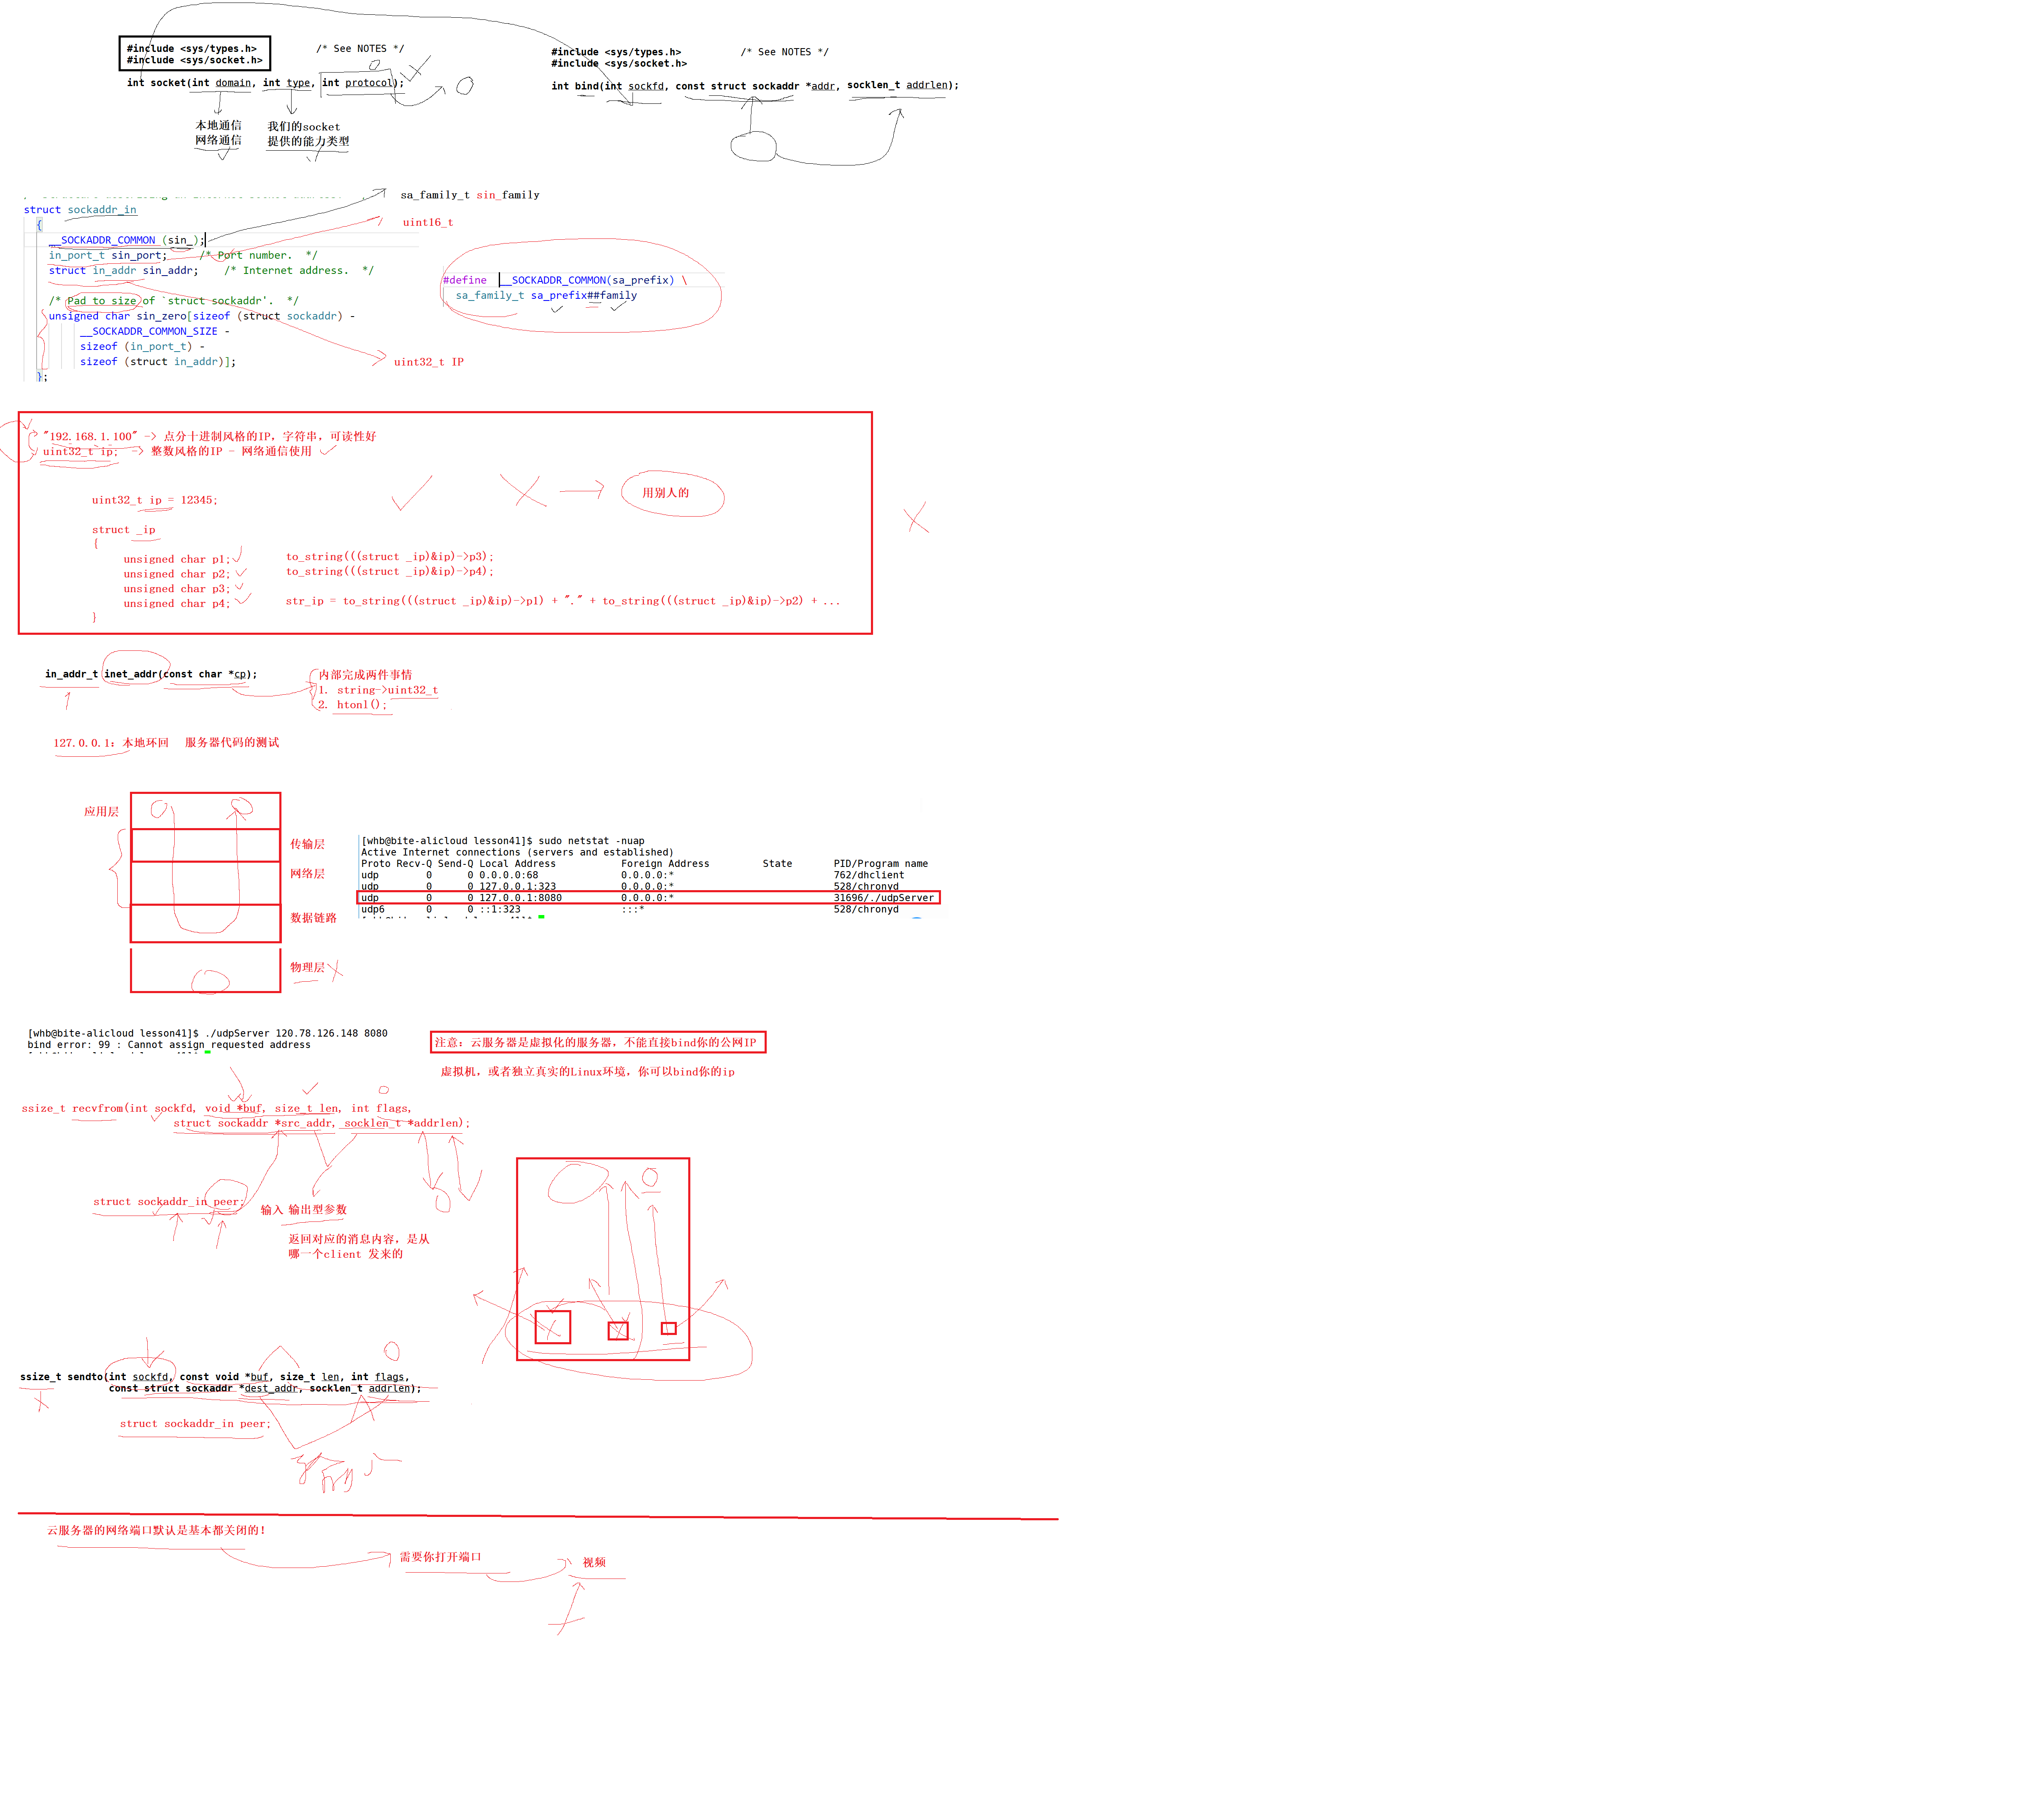 #include <sys/types.h>          /* See NOTES */
#include <sys/socket.h>
int socket(int domain, int type, int protocol);
本地通信
网络通信
我们的socket
提供的能力类型
#include <sys/types.h>          /* See NOTES */
#include <sys/socket.h>
int bind(int sockfd, const struct sockaddr *addr, socklen_t addrlen);
struct sockaddr_in
{
__SOCKADDR_COMMON (sin_);
in_port_t sin_port;     /* Port number.  */
struct in_addr sin_addr;    /* Internet address.  */
/* Pad to size of `struct sockaddr'.  */
unsigned char sin_zero[sizeof (struct sockaddr) -
__SOCKADDR_COMMON_SIZE -
sizeof (in_port_t) -
sizeof (struct in_addr)];
};
sa_family_t sin_family
uint16_t
#define  __SOCKADDR_COMMON(sa_prefix) \
sa_family_t sa_prefix##family
uint32_t IP
"192.168.1.100" -> 点分十进制风格的IP，字符串，可读性好
uint32_t ip;  -> 整数风格的IP - 网络通信使用
uint32_t ip = 12345;
用别人的
struct _ip
{
unsigned char p1;
unsigned char p2;
unsigned char p3;
unsigned char p4;
}
to_string(((struct _ip)&ip)->p3);
to_string(((struct _ip)&ip)->p4);
str_ip = to_string(((struct _ip)&ip)->p1) + "." + to_string(((struct _ip)&ip)->p2) + ...
in_addr_t inet_addr(const char *cp);
内部完成两件事情
1. string->uint32_t
2. htonl();
127.0.0.1: 本地环回   服务器代码的测试
应用层
传输层
网络层
数据链路
物理层
[whb@bite-alicloud lesson41]$ sudo netstat -nuap
Active Internet connections (servers and established)
Proto Recv-Q Send-Q Local Address           Foreign Address         State       PID/Program name
udp        0      0 0.0.0.0:68              0.0.0.0:*                           762/dhclient
udp        0      0 127.0.0.1:323           0.0.0.0:*                           528/chronyd
udp        0      0 127.0.0.1:8080          0.0.0.0:*                           31696/./udpServer
udp6       0      0 ::1:323                 :::*                                528/chronyd
[whb@bite-alicloud lesson41]$ ./udpServer 120.78.126.148 8080
bind error: 99 : Cannot assign requested address
注意：云服务器是虚拟化的服务器，不能直接bind你的公网IP
虚拟机，或者独立真实的Linux环境，你可以bind你的ip
ssize_t recvfrom(int sockfd, void *buf, size_t len, int flags,
struct sockaddr *src_addr, socklen_t *addrlen);
struct sockaddr_in peer;
输入 输出型参数
返回对应的消息内容，是从
哪一个client 发来的
ssize_t sendto(int sockfd, const void *buf, size_t len, int flags,
const struct sockaddr *dest_addr, socklen_t addrlen);
struct sockaddr_in peer;
云服务器的网络端口默认是基本都关闭的！
需要你打开端口
视频